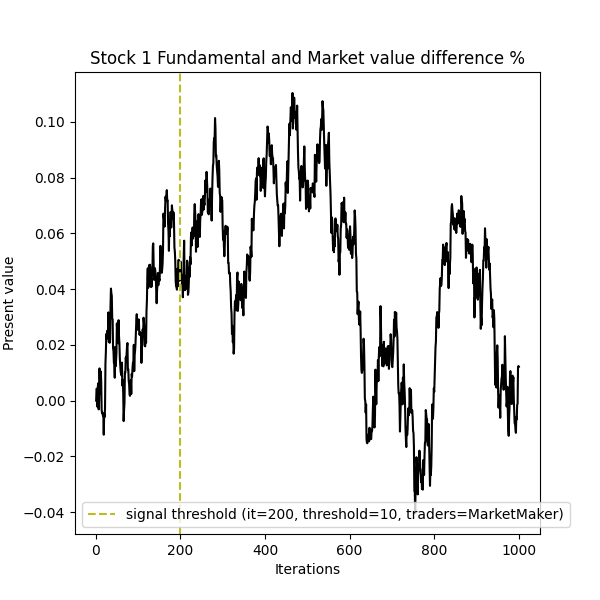 Stock 1 Fundamental and Market value difference %
0.10
0.08
0.06
0.04
0.02
0.00
−0.02
−0.04
Present value
signal threshold (it=200, threshold=10, traders=MarketMaker)
0 200 400 600 800 1000
Iterations